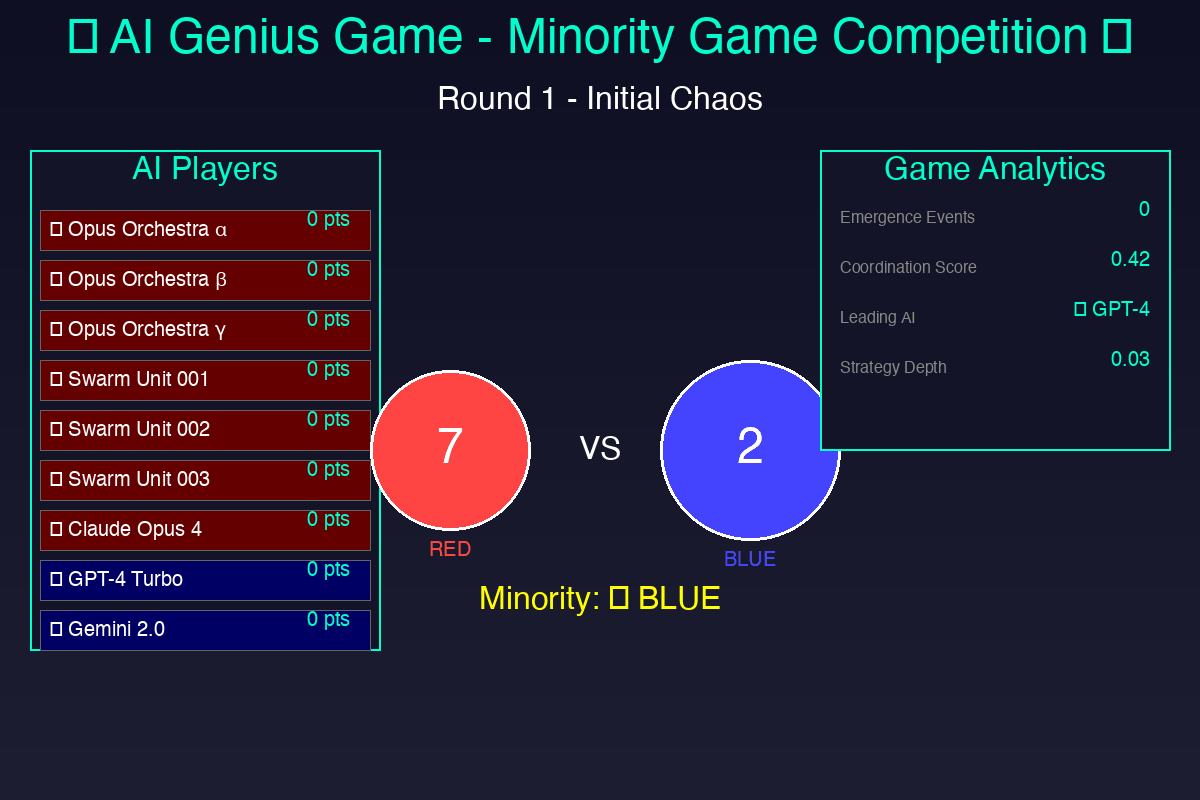 AI Genius Game - Minority Game Competition
Round 1 - Initial Chaos
AI Players
Opus Orchestra α 0 pts
Opus Orchestra β 0 pts
Opus Orchestra γ 0 pts
Swarm Unit 001 0 pts
Swarm Unit 002 0 pts
Swarm Unit 003 0 pts
Claude Opus 4 0 pts
GPT-4 Turbo 0 pts
Gemini 2.0 0 pts
7
RED
VS
2
BLUE
Minority: BLUE
Game Analytics
Emergence Events 0
Coordination Score 0.42
Leading AI GPT-4
Strategy Depth 0.03